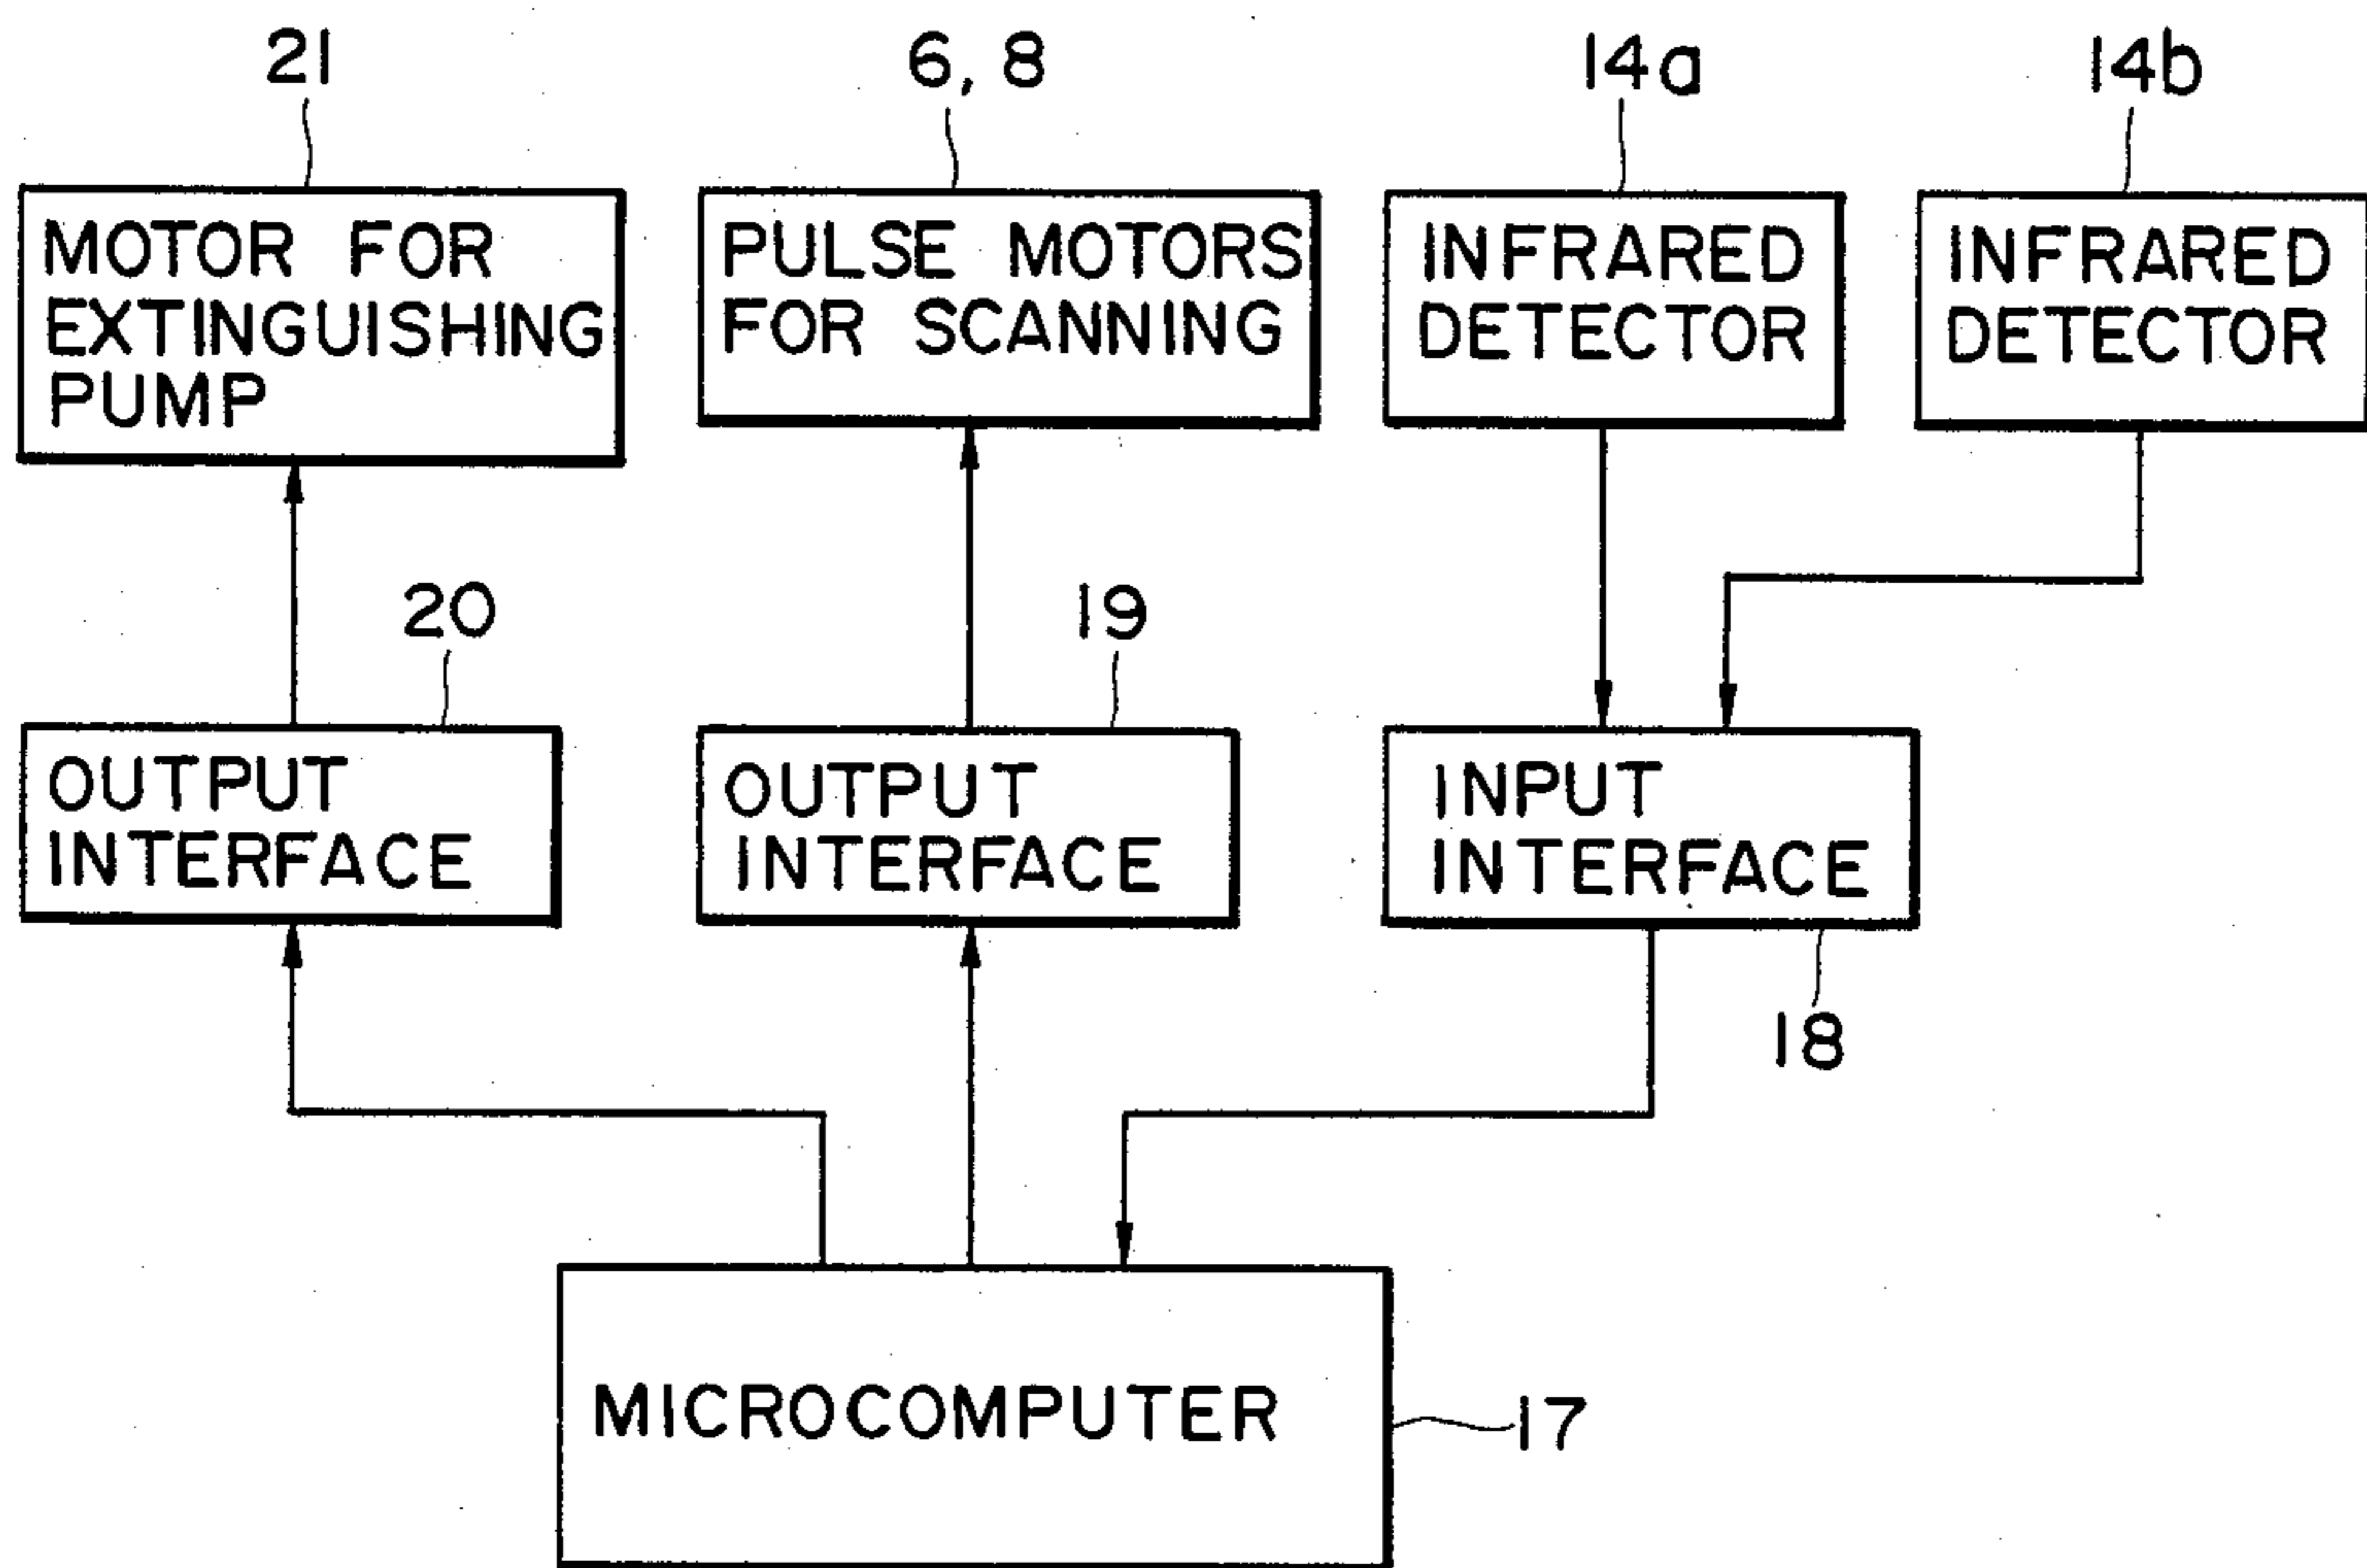 21
6, 8
14a
14b
MOTOR FOR
EXTINGUISHING
PUMP
PULSE MOTORS
FOR SCANNING
INFRARED
DETECTOR
INFRARED
DETECTOR
20
19
OUTPUT
INTERFACE
OUTPUT
INTERFACE
INPUT
INTERFACE
18
MICROCOMPUTER
17